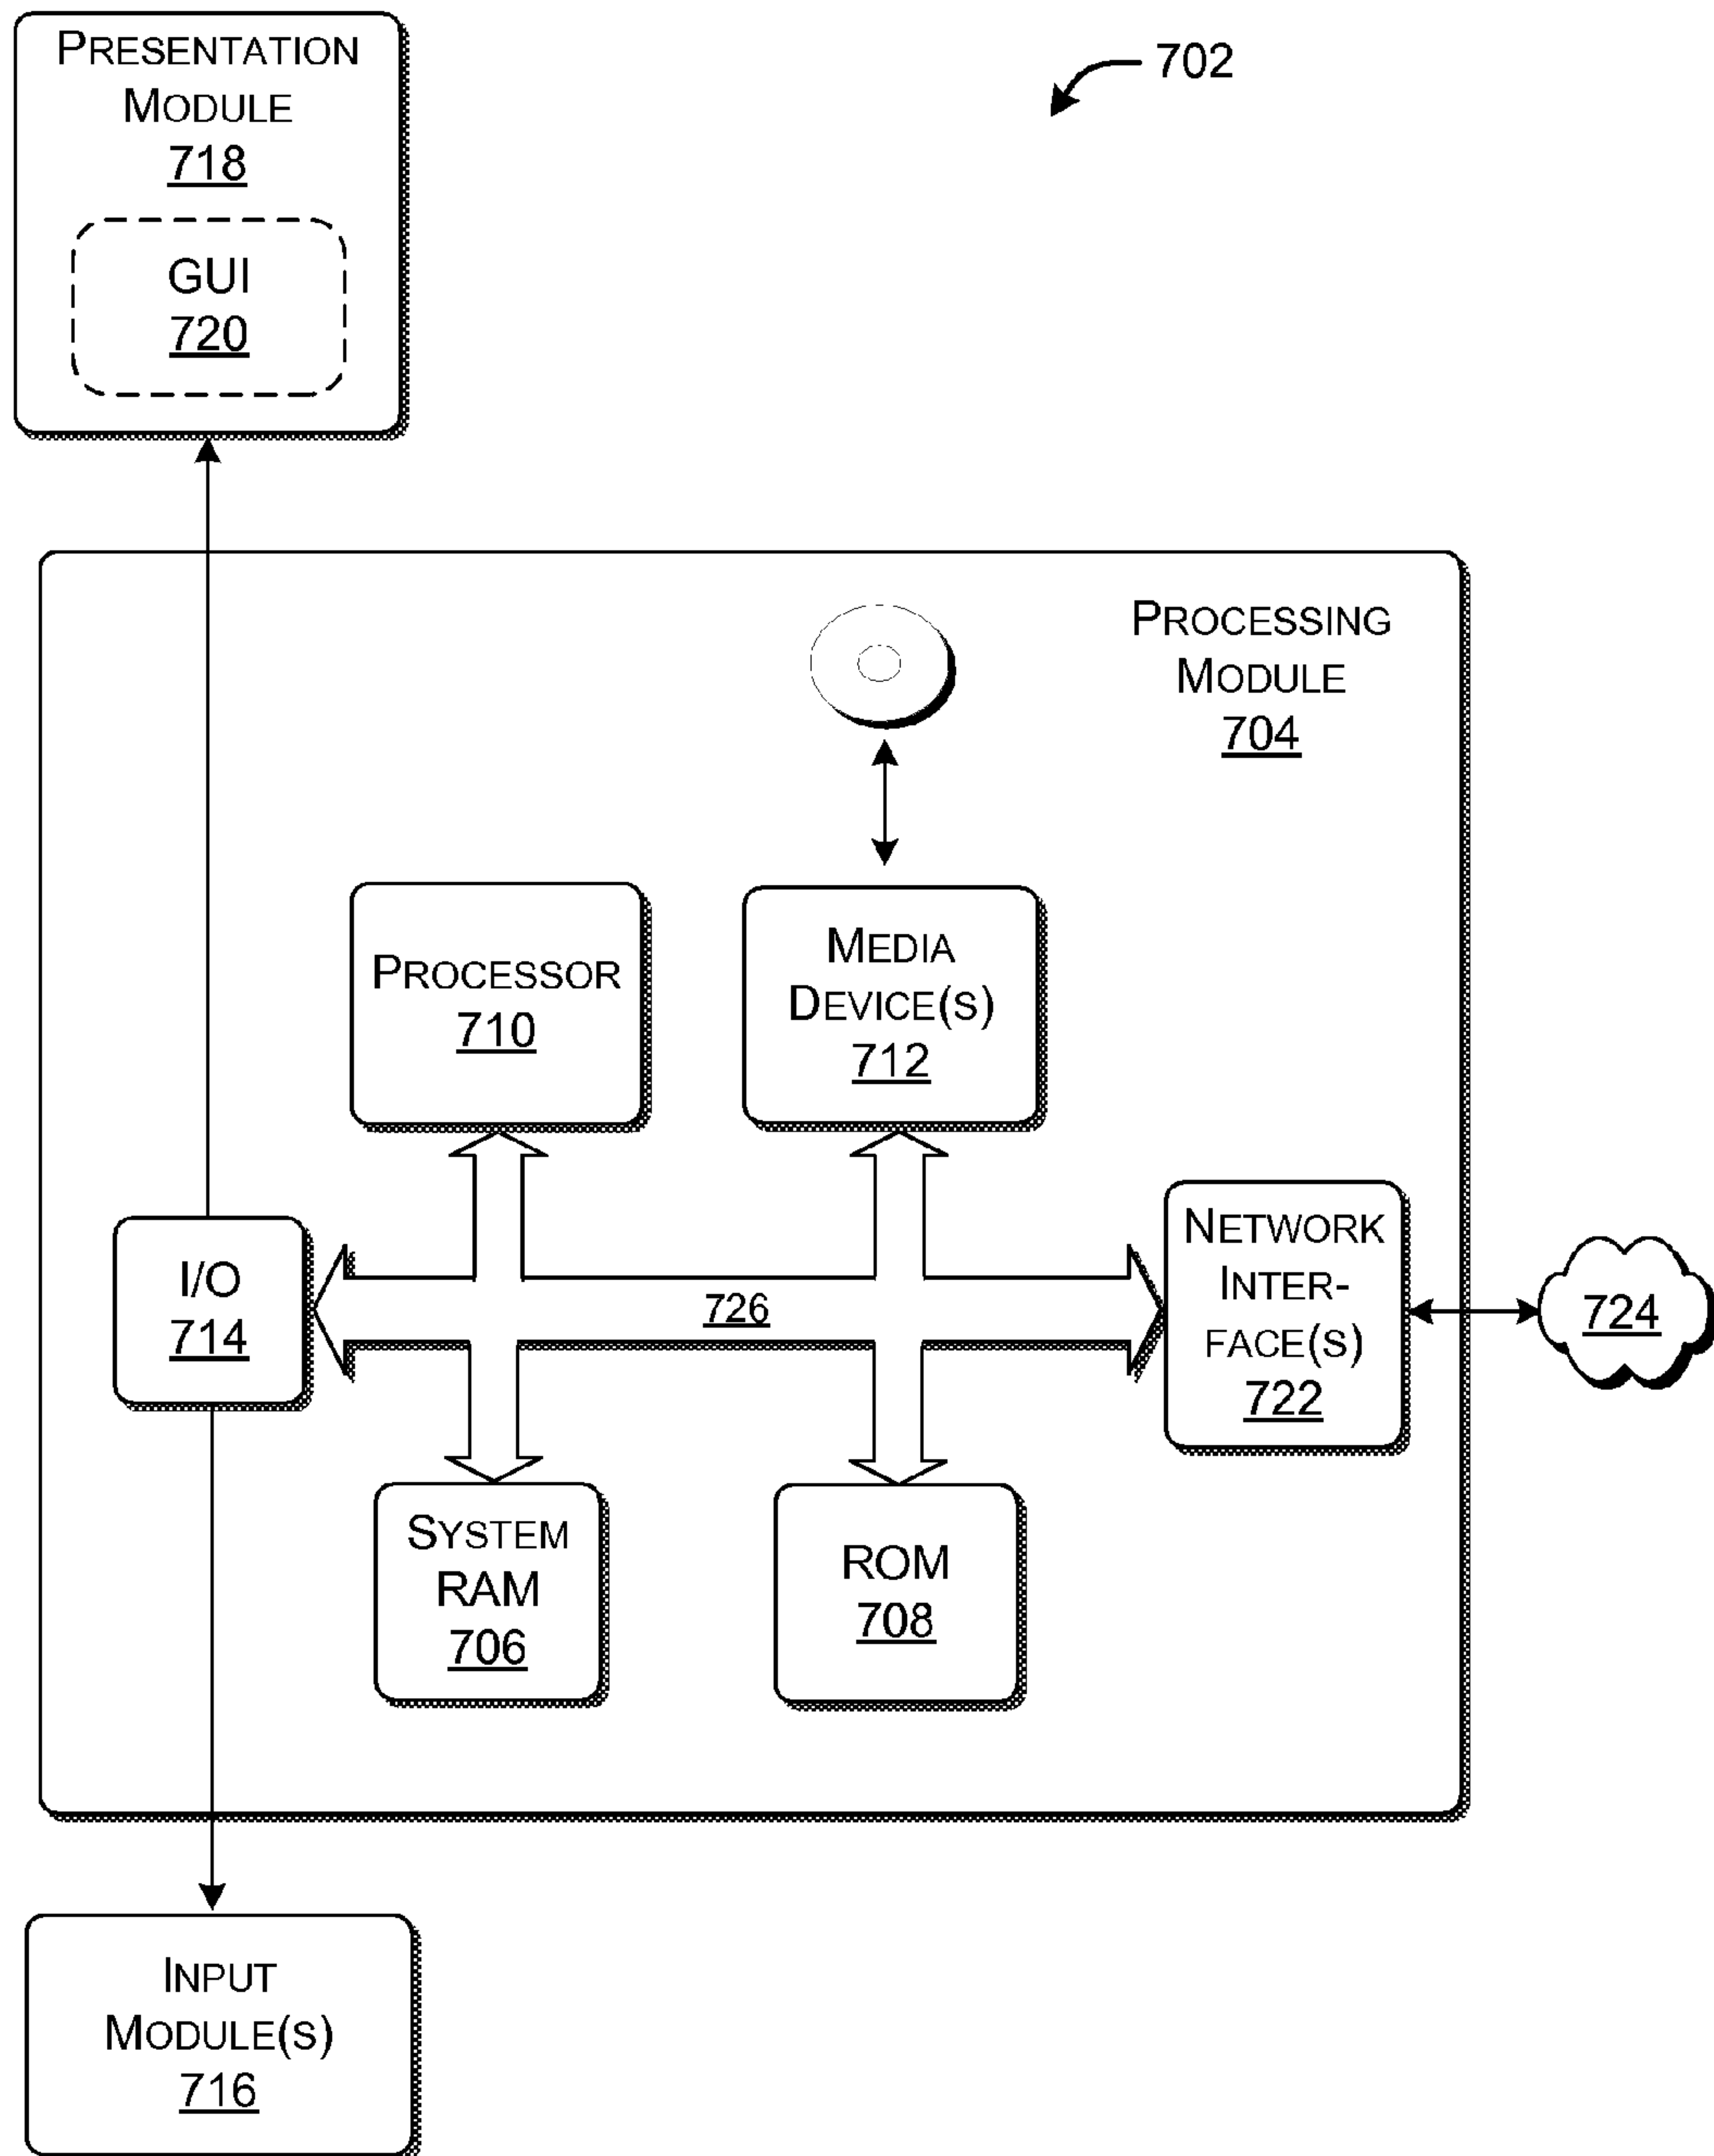 PRESENTATION
MODULE
718
GUI
720
702
PROCESSING
MODULE
704
PROCESSOR
710
MEDIA
DEVICE(S)
712
I/O
714
726
NETWORK
INTER-
FACE(S)
722
724
SYSTEM
RAM
706
ROM
708
INPUT
MODULE(S)
716